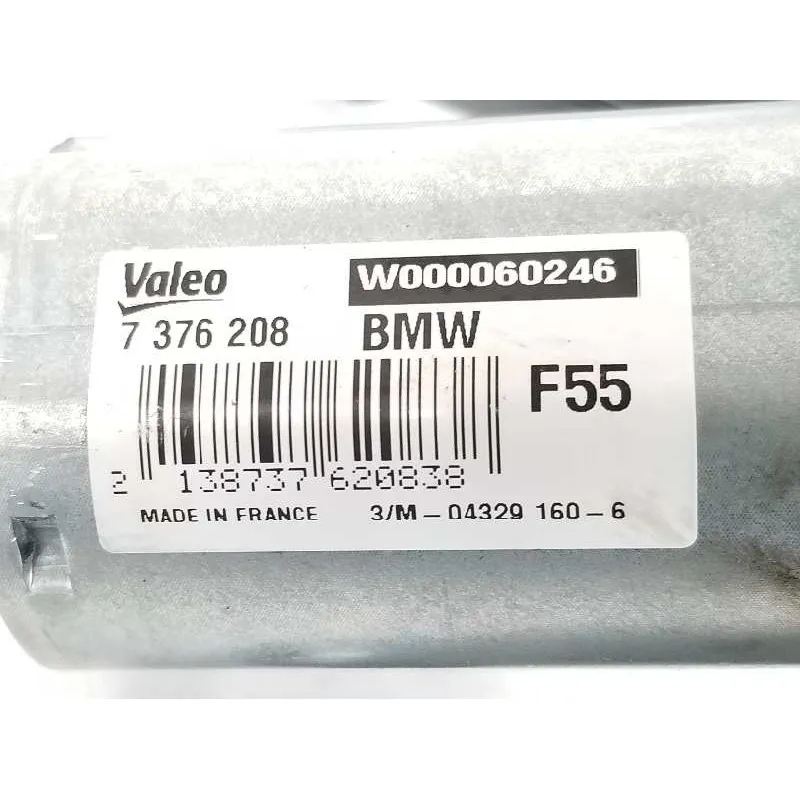 Valeo W000060246
7 376 208 BMW
F55
2 138737 620838
MADE IN FRANCE 3/M-04329 160-6